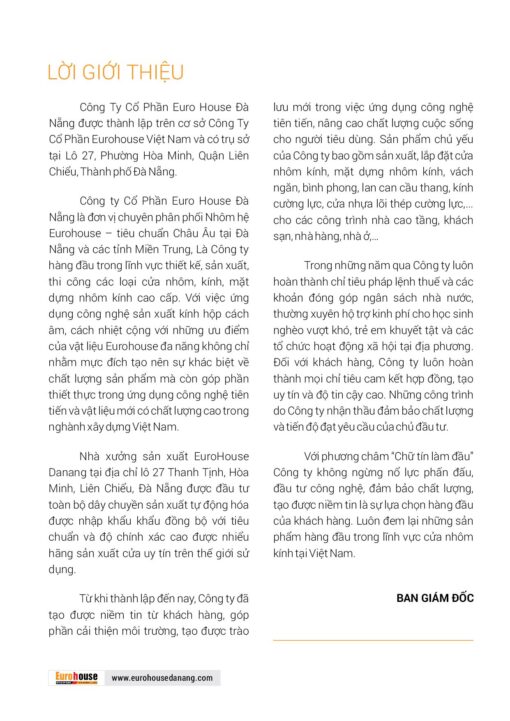 LỜI GIỚI THIỆU
Công Ty Cổ Phần Euro House Đà
Nẵng được thành lập trên cơ sở Công Ty
Cổ Phần Eurohouse Việt Nam và có trụ sở
tại Lô 27, Phường Hòa Minh, Quận Liên
Chiểu, Thành phố Đà Nẵng.
Công ty Cổ Phần Euro House Đà
Nẵng là đơn vị chuyên phân phối Nhôm hệ
Eurohouse – tiêu chuẩn Châu Âu tại Đà
Nẵng và các tỉnh Miền Trung, Là Công ty
hàng đầu trong lĩnh vực thiết kế, sản xuất,
thi công các loại cửa nhôm, kính, mặt
dựng nhôm kính cao cấp. Với việc ứng
dụng công nghệ sản xuất kính hộp cách
âm, cách nhiệt cộng với những ưu điểm
của vật liệu Eurohouse đa năng không chỉ
nhằm mục đích tạo nên sự khác biệt về
chất lượng sản phẩm mà còn góp phần
thiết thực trong ứng dụng công nghệ tiên
tiến và vật liệu mới có chất lượng cao trong
nghành xây dựng Việt Nam.
Nhà xưởng sản xuất EuroHouse
Danang tại địa chỉ lô 27 Thanh Tịnh, Hòa
Minh, Liên Chiểu, Đà Nẵng được đầu tư
toàn bộ dây chuyền sản xuất tự động hóa
được nhập khẩu khẩu đồng bộ với tiêu
chuẩn và độ chính xác cao được nhiều
hãng sản xuất cửa uy tín trên thế giới sử
dụng.
Từ khi thành lập đến nay, Công ty đã
tạo được niềm tin từ khách hàng, góp
phần cải thiện môi trường, tạo được trào
lưu mới trong việc ứng dụng công nghệ
tiên tiến, nâng cao chất lượng cuộc sống
cho người tiêu dùng. Sản phẩm chủ yếu
của Công ty bao gồm sản xuất, lắp đặt cửa
nhôm kính, mặt dựng nhôm kính, vách
ngăn, bình phong, lan can cầu thang, kính
cường lực, cửa nhựa lõi thép cường lực,...
cho các công trình nhà cao tầng, khách
sạn, nhà hàng, nhà ở,...
Trong những năm qua Công ty luôn
hoàn thành chỉ tiêu pháp lệnh thuế và các
khoản đóng góp ngân sách nhà nước,
thường xuyên hộ trợ kinh phí cho học sinh
nghèo vượt khó, trẻ em khuyết tật và các
tổ chức hoạt động xã hội tại địa phương.
Đối với khách hàng, Công ty luôn hoàn
thành mọi chỉ tiêu cam kết hợp đồng, tạo
uy tín và độ tin cậy cao. Những công trình
do Công ty nhận thầu đảm bảo chất lượng
và tiến độ đạt yêu cầu của chủ đầu tư.
Với phương châm “Chữ tín làm đầu”
Công ty không ngừng nổ lực phấn đấu,
đầu tư công nghệ, đảm bảo chất lượng,
tạo được niềm tin là sự lựa chọn hàng đầu
của khách hàng. Luôn đem lại những sản
phẩm hàng đầu trong lĩnh vực cửa nhôm
kính tại Việt Nam.
BAN GIÁM ĐỐC
Eurohouse
www.eurohousedanang.com